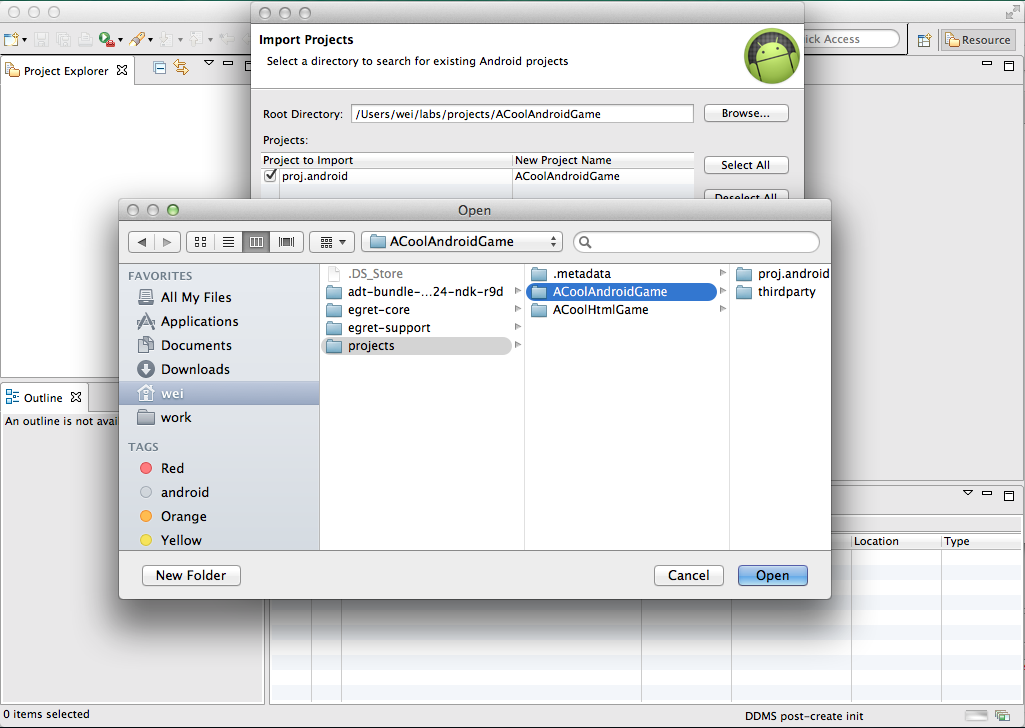 Import Projects
Select a directory to search for existing Android projects
Access
Resource
Project Explorer
Root Directory: /Users/wei/labs/projects/ACoolAndroidGame Browse...
Projects:
Project to Import New Project Name
Select All
proj.android ACoolAndroidGame
Deselect All
Open
ACoolAndroidGame
FAVORITES
All My Files
Applications
Documents
Downloads
wei
work
TAGS
Red
android
Orange
Yellow
.DS_Store
adt-bundle-...24-ndk-r9d
egret-core
egret-support
projects
.metadata
ACoolAndroidGame
ACoolHtmlGame
proj.android
thirdparty
New Folder Cancel Open
Outline
An outline is not avai
Location Type
0 items selected
DDMS post-create init